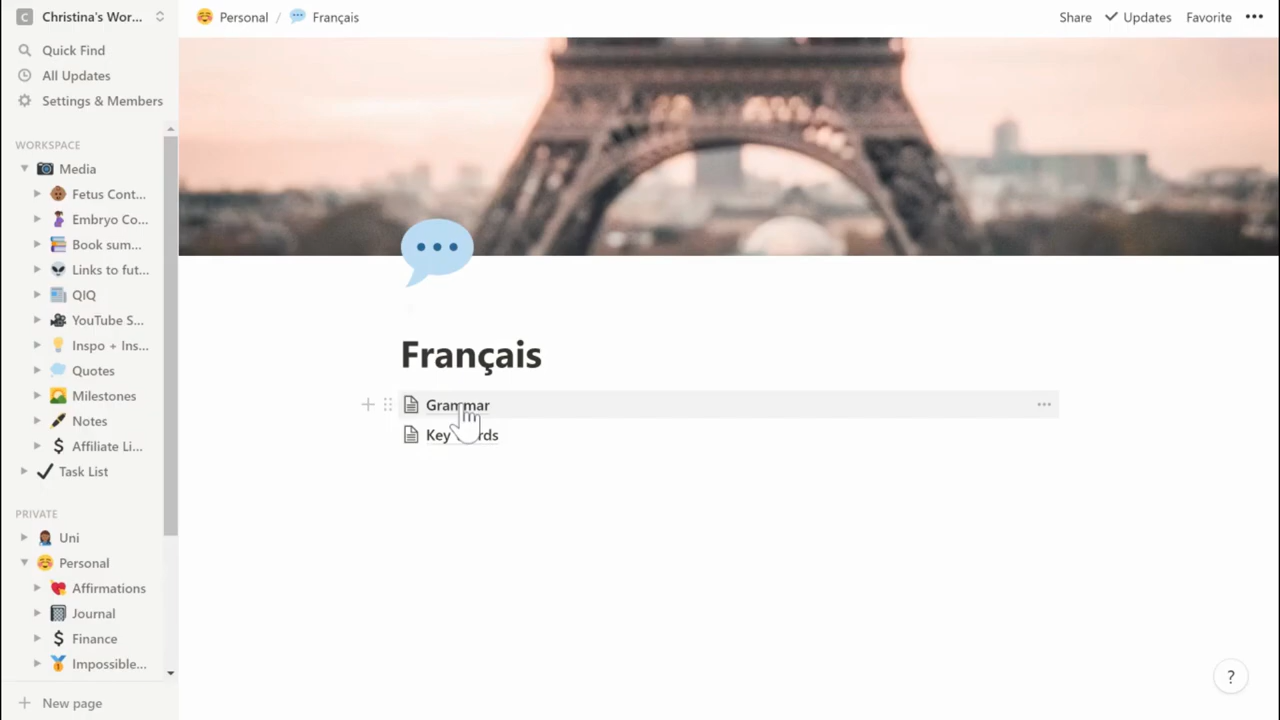 C Christina's Wor...
Personal / Français
Share
Updates
Favorite
Quick Find
All Updates
Settings & Members
WORKSPACE
Media
Fetus Cont...
Embryo Co...
Book sum...
Links to fut...
QIQ
YouTube S...
Inspo + Ins...
Quotes
Milestones
Notes
Affiliate Li...
Task List
PRIVATE
Uni
Personal
Affirmations
Journal
Finance
Impossible...
New page
Français
Grammar
Key
?